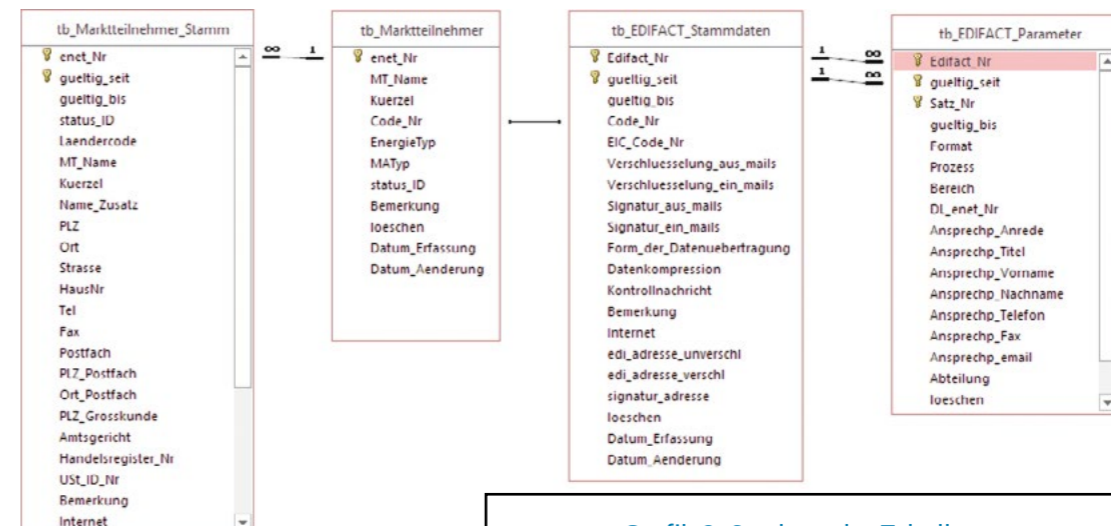 tb_Marktteilnehmer_Stamm
enet_Nr
gueltig_seit
gueltig_bis
status_ID
Laendercode
MT_Name
Kuerzel
Name_Zusatz
PLZ
Ort
Strasse
HausNr
Tel
Fax
Postfach
PLZ_Postfach
Ort_Postfach
PLZ_Grosskunde
Amtsgericht
Handelsregister_Nr
USt_ID_Nr
Bemerkung
Internet
∞ 1
tb_Marktteilnehmer
enet_Nr
MT_Name
Kuerzel
Code_Nr
EnergieTyp
MATyp
status_ID
Bemerkung
loeschen
Datum_Erfassung
Datum_Aenderung
tb_EDIFACT_Stammdaten
Edifact_Nr
gueltig_seit
gueltig_bis
Code_Nr
EIC_Code_Nr
Verschluesselung_aus_mails
Verschluesselung_ein_mails
Signatur_aus_mails
Signatur_ein_mails
Form_der_Datenuebertragung
Datenkompression
Kontrollnachricht
Bemerkung
Internet
edi_adresse_unverschl
edi_adresse_verschl
signatur_adresse
loeschen
Datum_Erfassung
Datum_Aenderung
1 ∞
1 ∞
tb_EDIFACT_Parameter
Edifact_Nr
gueltig_seit
Satz_Nr
gueltig_bis
Format
Prozess
Bereich
DL_enet_Nr
Ansprechp_Anrede
Ansprechp_Titel
Ansprechp_Vorname
Ansprechp_Nachname
Ansprechp_Telefon
Ansprechp_Fax
Ansprechp_email
Abteilung
loeschen